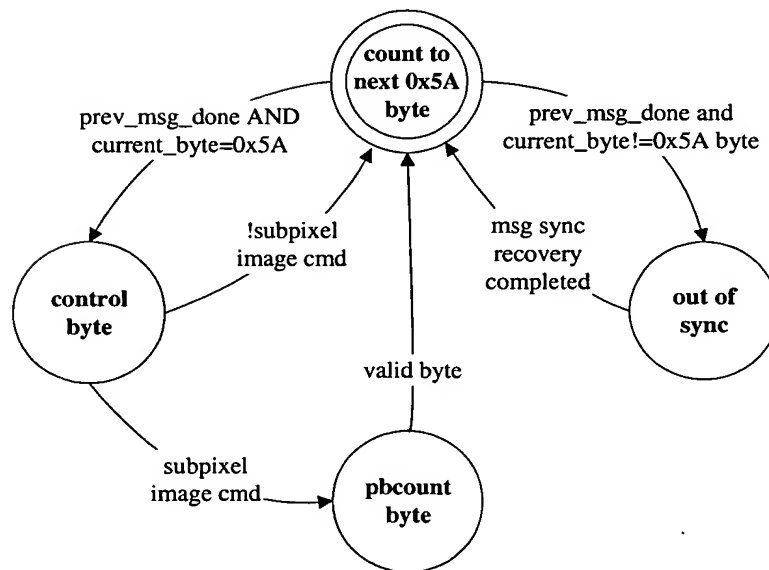 count to
next 0x5A
byte
prev_msg_done AND
current_byte=0x5A
prev_msg_done and
current_byte!=0x5A byte
!subpixel
image cmd
msg sync
recovery
completed
control
byte
out of
sync
valid byte
subpixel
image cmd
pbcount
byte